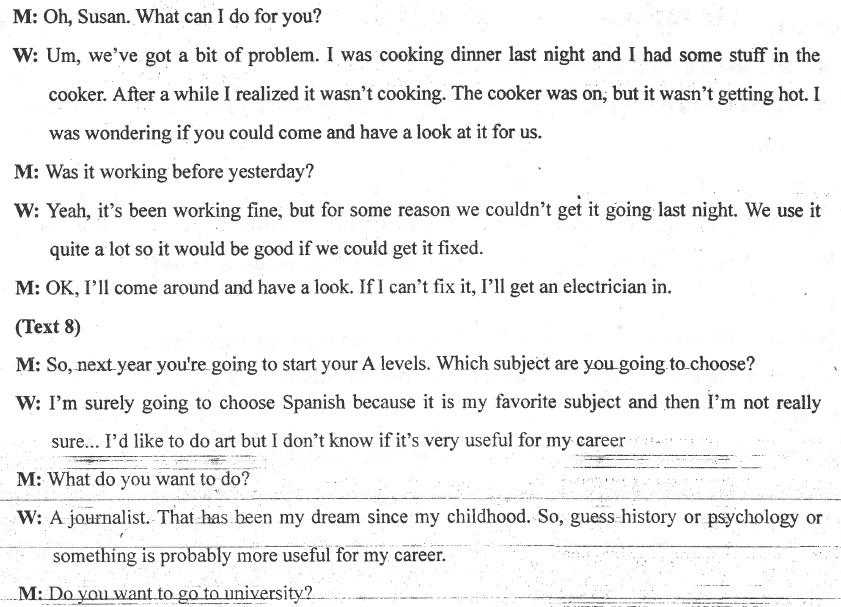 M: Oh, Susan. What can I do for you?
W: Um, we've got a bit of problem. I was cooking dinner last night and I had some stuff in the
cooker. After a while I realized it wasn't cooking. The cooker was on, but it wasn't getting hot. I
was wondering if you could come and have a look at it for us.
M: Was it working before yesterday?
W: Yeah, it's been working fine, but for some reason we couldn't get it going last night. We use it
quite a lot so it would be good if we could get it fixed.
M: OK, I'll come around and have a look. If I can't fix it, I'll get an electrician in.
(Text 8)
M: So, next year you're going to start your A levels. Which subject are you going to choose?
W: I'm surely going to choose Spanish because it is my favorite subject and then I'm not really
sure... I'd like to do art but I don't know if it's very useful for my career
M: What do you want to do?
W: A journalist. That has been my dream since my childhood. So, guess history or psychology or
something is probably more useful for my career.
M: Do you want to go to university?